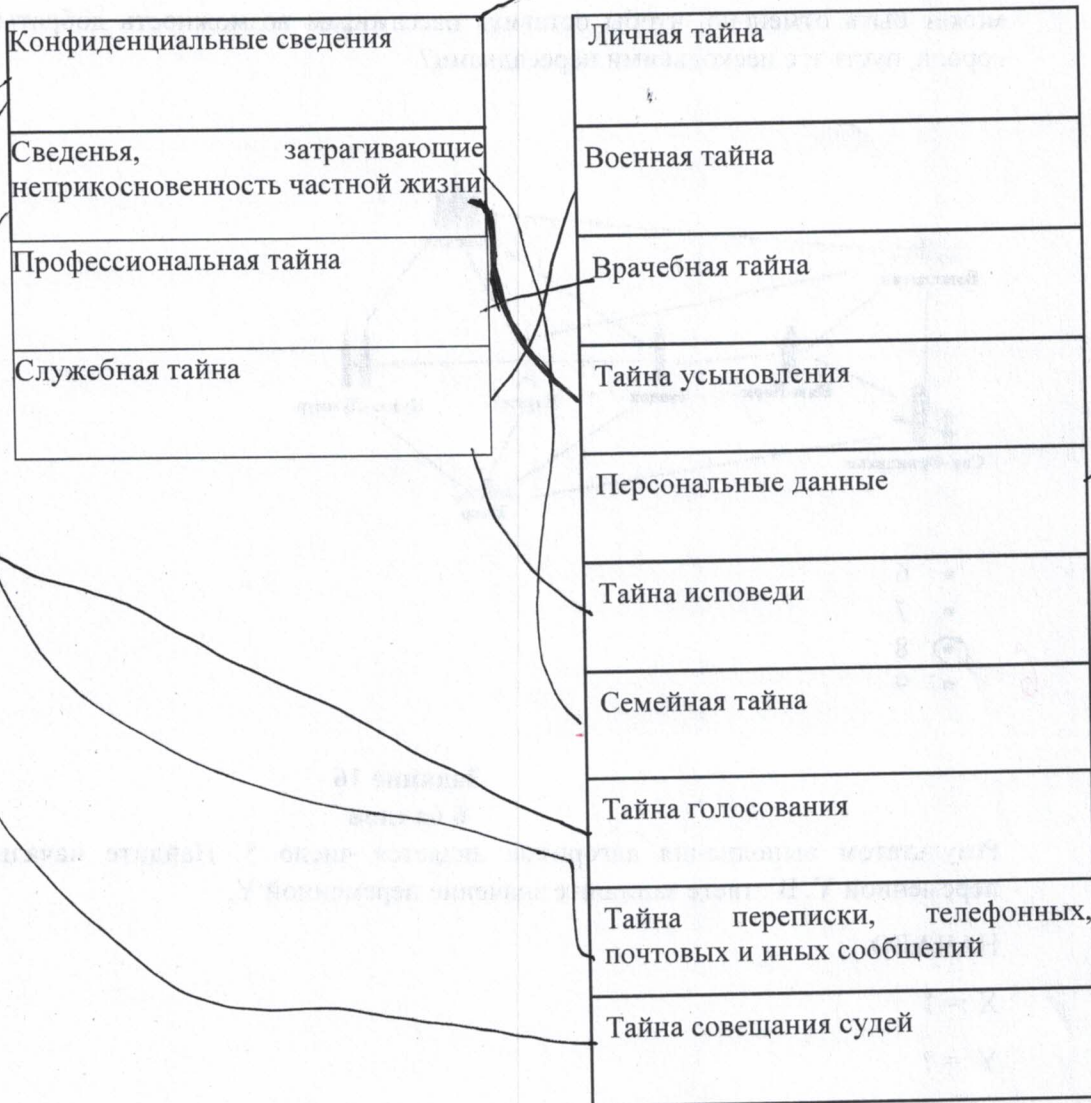 Конфиденциальные сведения
Сведенья, затрагивающие
неприкосновенность частной жизни
Профессиональная тайна
Служебная тайна
Личная тайна
Военная тайна
Врачебная тайна
Тайна усыновления
Персональные данные
Тайна исповеди
Семейная тайна
Тайна голосования
Тайна переписки, телефонных,
почтовых и иных сообщений
Тайна совещания судей